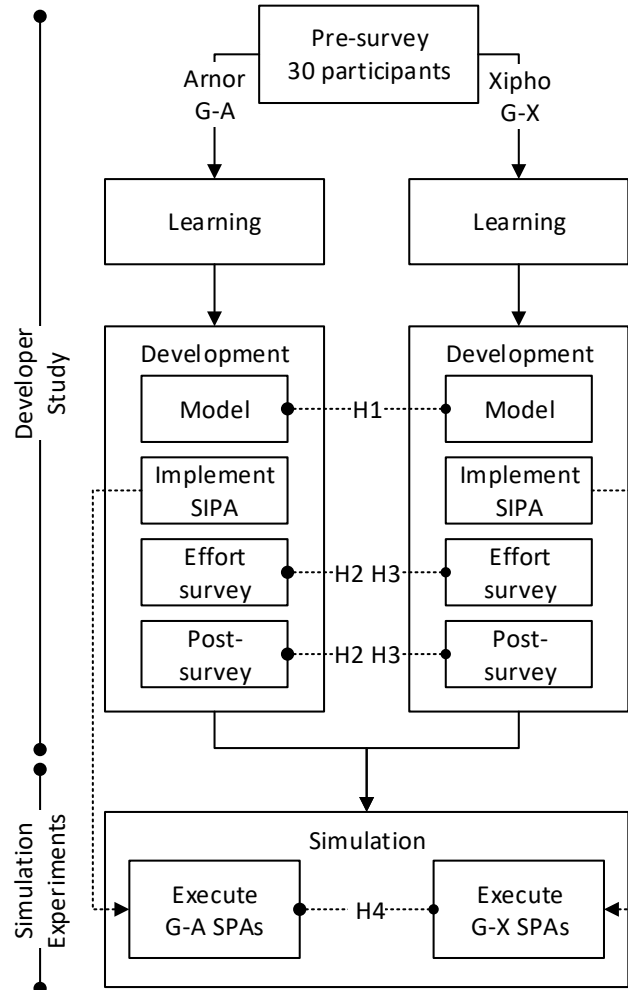 Pre-survey
30 participants
Arnor
G-A
Xipho
G-X
Learning
Learning
Developer
Study
Development
Development
Model
H1
Model
Implement
SIPA
Implement
SIPA
Effort
survey
H2 H3
Effort
survey
Post-
survey
H2 H3
Post-
survey
Simulation
Experiments
Simulation
Execute
G-A SPAs
H4
Execute
G-X SPAs